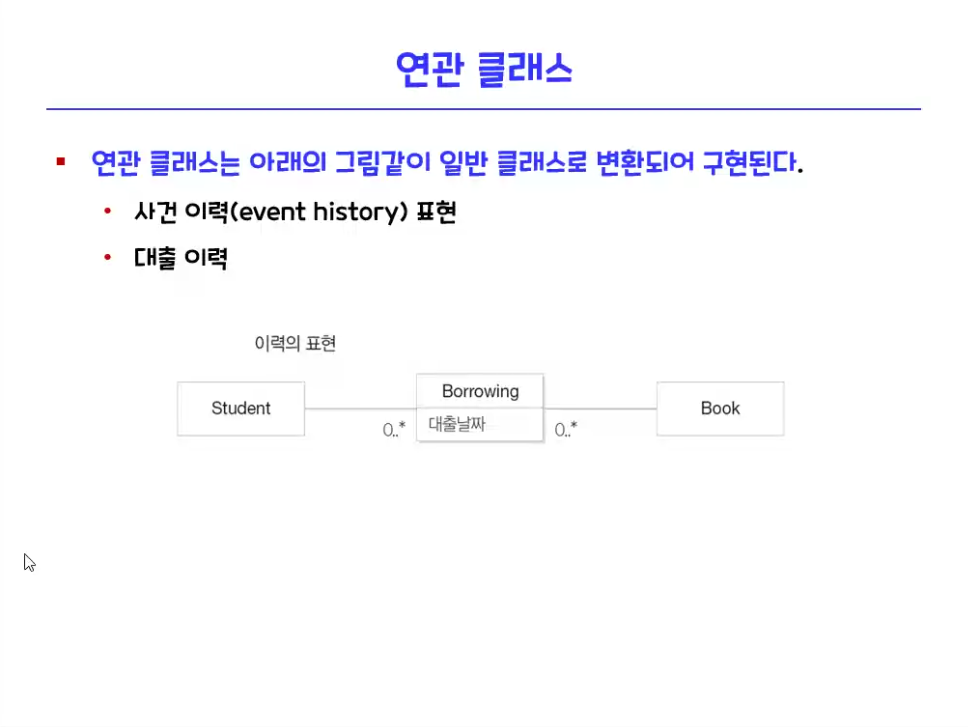 연관 클래스
연관 클래스는 아래의 그림같이 일반 클래스로 변환되어 구현된다.
사건 이력(event history) 표현
대출 이력
이력의 표현
Student
Borrowing
Book
0..*
대출날짜
0..*